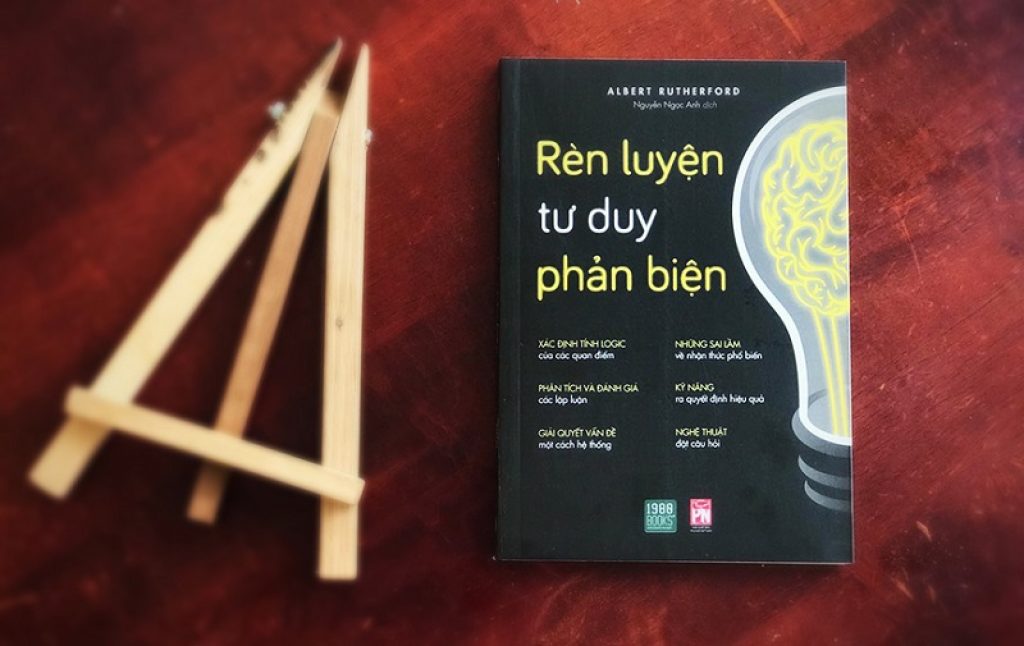 ALBERT RUTHERFORD
Nguyễn Ngọc Anh dịch
Rèn luyện
tư duy
phản biện
XÁC ĐỊNH TÍNH LOGIC
của các quan điểm
PHÂN TÍCH VÀ ĐÁNH GIÁ
các lập luận
GIẢI QUYẾT VẤN ĐỀ
một cách hệ thống
NHỮNG SAI LẦM
về nhận thức phổ biến
KỸ NĂNG
ra quyết định hiệu quả
NGHỆ THUẬT
đặt câu hỏi
1980
BOOKS
PN